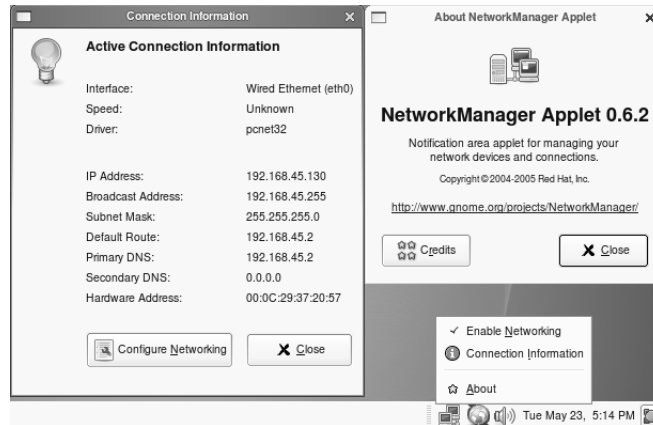 Connection Information
Active Connection Information
Interface: Wired Ethernet (eth0)
Speed: Unknown
Driver: pcnet32
IP Address: 192.168.45.130
Broadcast Address: 192.168.45.255
Subnet Mask: 255.255.255.0
Default Route: 192.168.45.2
Primary DNS: 192.168.45.2
Secondary DNS: 0.0.0.0
Hardware Address: 00:0C:29:37:20:57
Configure Networking
Close
About NetworkManager Applet
NetworkManager Applet 0.6.2
Notification area applet for managing your
network devices and connections.
Copyright © 2004-2005 Red Hat, Inc.
http://www.gnome.org/projects/NetworkManager/
Credits
Close
Enable Networking
Connection Information
About
Tue May 23, 5:14 PM